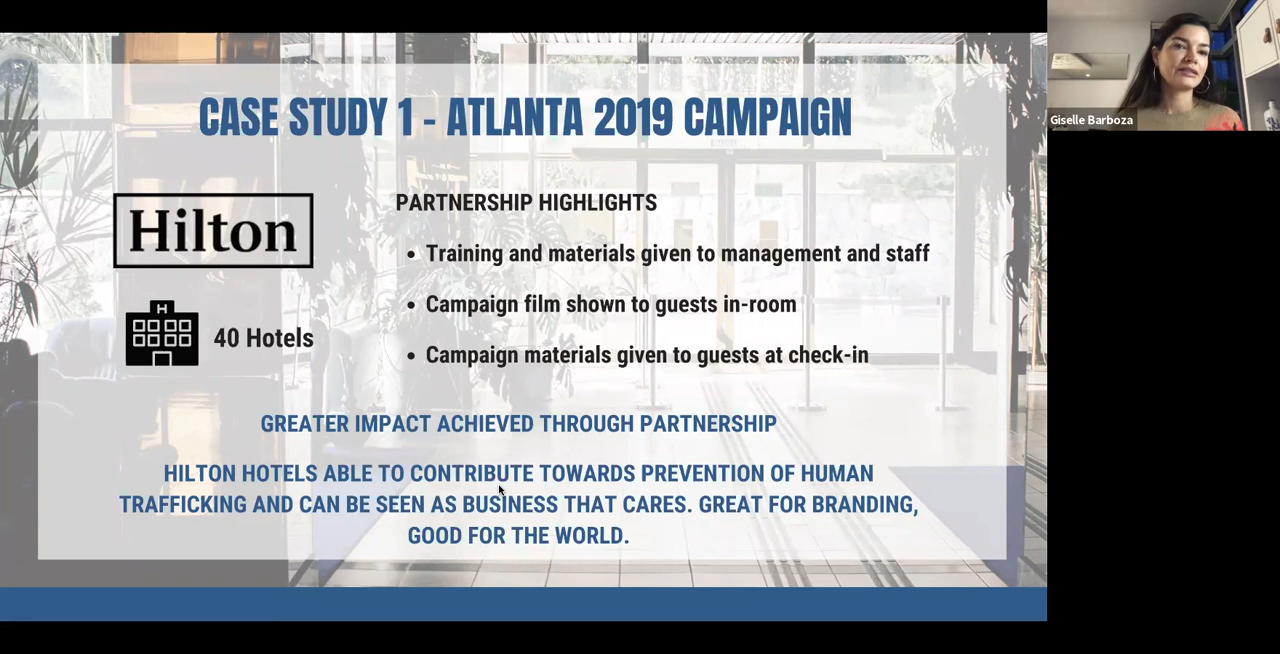 Giselle Barboza
CASE STUDY 1 - ATLANTA 2019 CAMPAIGN
Hilton
H
40 Hotels
PARTNERSHIP HIGHLIGHTS
• Training and materials given to management and staff
• Campaign film shown to guests in-room
• Campaign materials given to guests at check-in
GREATER IMPACT ACHIEVED THROUGH PARTNERSHIP
HILTON HOTELS ABLE TO CONTRIBUTE TOWARDS PREVENTION OF HUMAN
TRAFFICKING AND CAN BE SEEN AS BUSINESS THAT CARES. GREAT FOR BRANDING,
GOOD FOR THE WORLD.